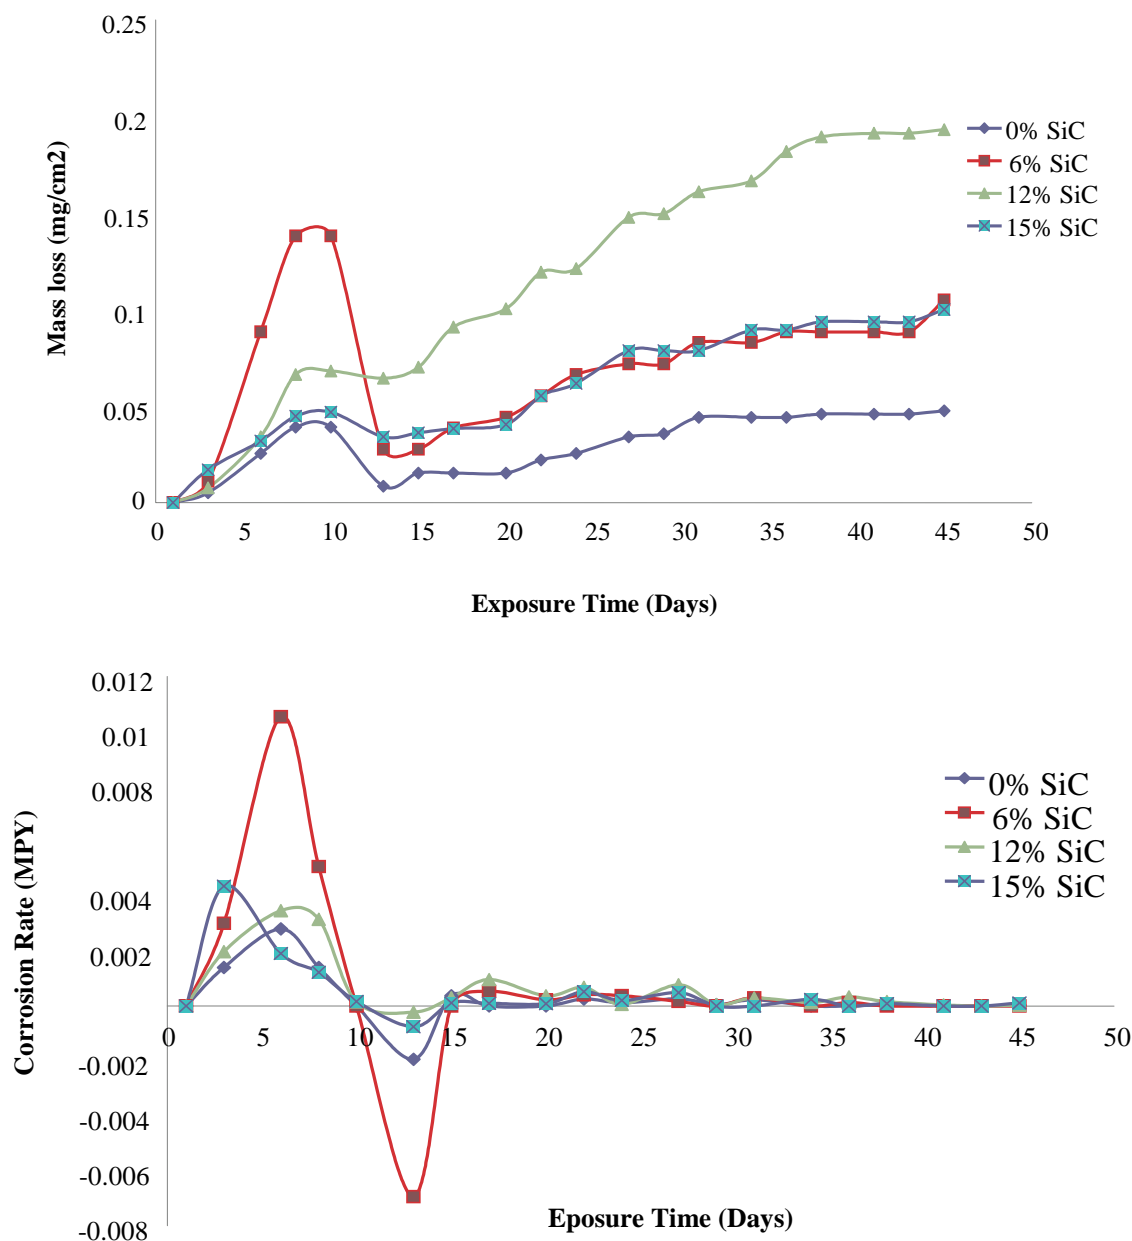 0.25
0.2
0.15
0.1
0.05
0
Mass loss (mg/cm2)
0% SiC
6% SiC
12% SiC
15% SiC
0 5 10 15 20 25 30 35 40 45 50
Exposure Time (Days)
0.012
0.01
0.008
0.004
0.002
-0.002
-0.004
-0.006
-0.008
Corrosion Rate (MPY)
0% SiC
6% SiC
12% SiC
15% SiC
0 5 10 15 20 25 30 35 40 45 50
Eposure Time (Days)